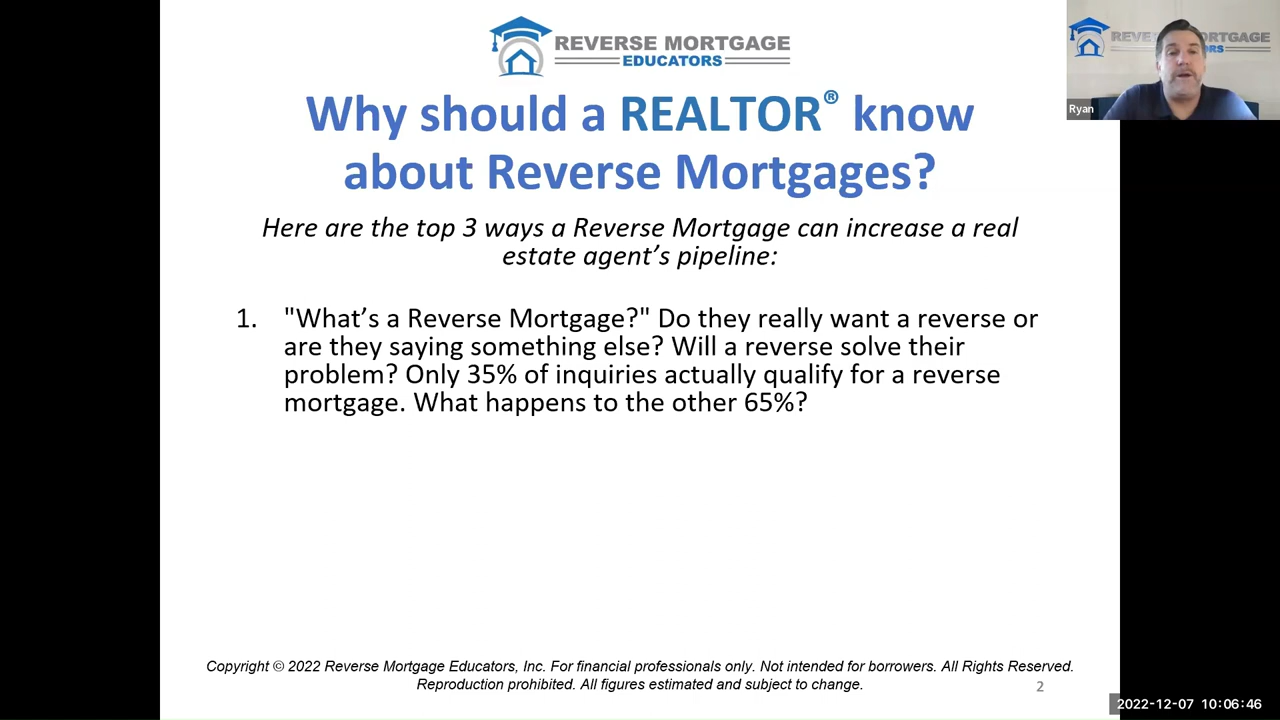 REVERSE MORTGAGE
EDUCATORS
Why should a REALTOR® know
about Reverse Mortgages?
Here are the top 3 ways a Reverse Mortgage can increase a real
estate agent’s pipeline:
1. "What’s a Reverse Mortgage?" Do they really want a reverse or
are they saying something else? Will a reverse solve their
problem? Only 35% of inquiries actually qualify for a reverse
mortgage. What happens to the other 65%?
Copyright © 2022 Reverse Mortgage Educators, Inc. For financial professionals only. Not intended for borrowers. All Rights Reserved.
Reproduction prohibited. All figures estimated and subject to change.
2
Ryan
2022-12-07 10:06:46